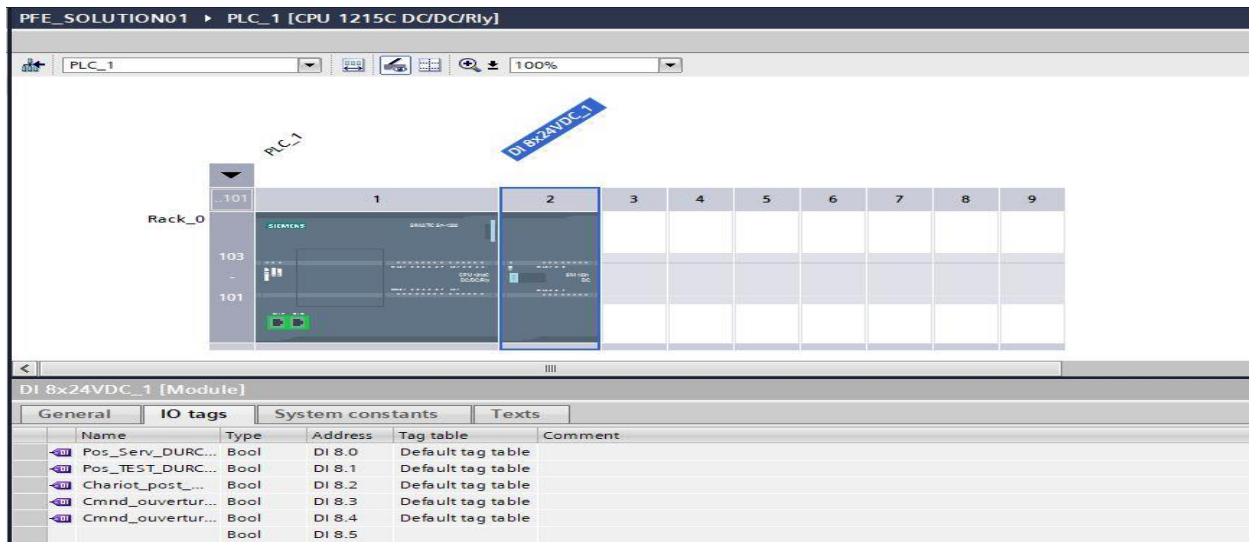 PFE_SOLUTION01 ▸ PLC_1 [CPU 1215C DC/DC/Rly]
PLC_1 100%
PLC_1 DI 8x24VDC_1
..101 1 2 3 4 5 6 7 8 9
Rack_0
SIEMENS
103
-
101
DI 8x24VDC_1 [Module]
General IO tags System constants Texts
Name Type Address Tag table Comment
Pos_Serv_DURC... Bool DI 8.0 Default tag table
Pos_TEST_DURC... Bool DI 8.1 Default tag table
Chariot_post_... Bool DI 8.2 Default tag table
Cmnd_ouvertur... Bool DI 8.3 Default tag table
Cmnd_ouvertur... Bool DI 8.4 Default tag table
Bool DI 8.5